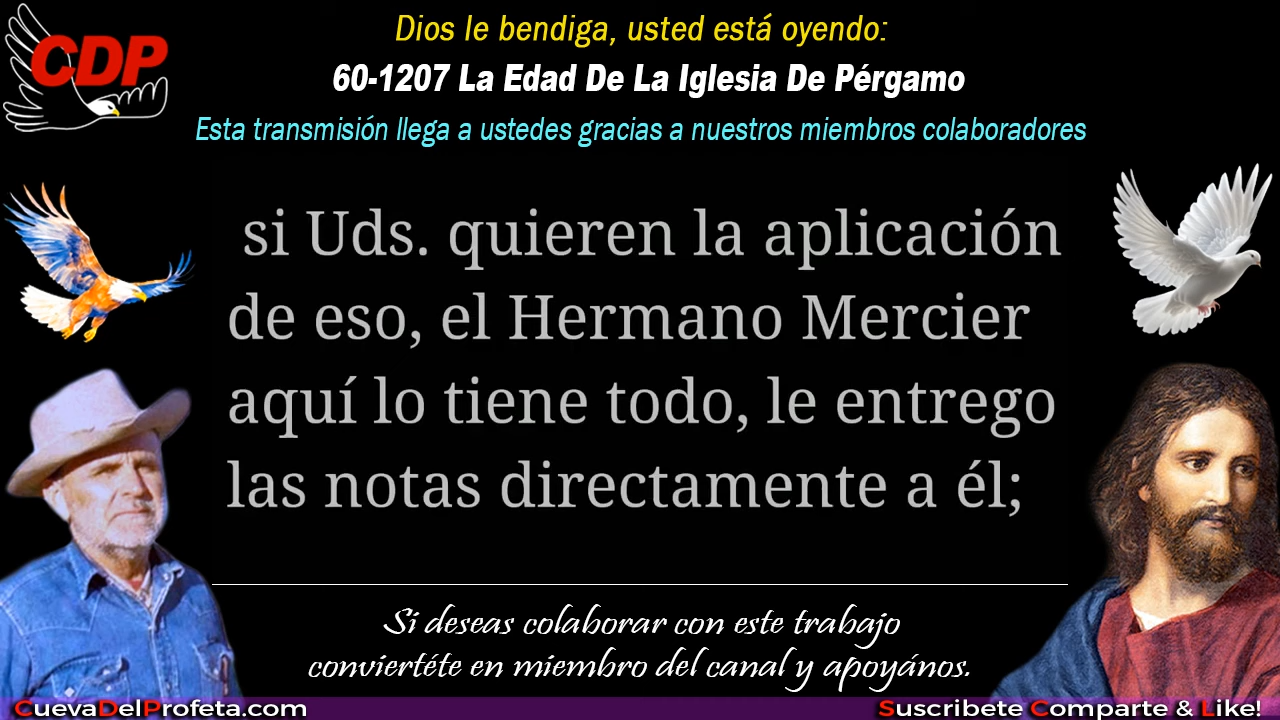 CDP
Dios le bendiga, usted está oyendo:
60-1207 La Edad De La Iglesia De Pérgamo
Esta transmisión llega a ustedes gracias a nuestros miembros colaboradores
si Uds. quieren la aplicación
de eso, el Hermano Mercier
aquí lo tiene todo, le entrego
las notas directamente a él;
Si deseas colaborar con este trabajo
conviertéte en miembro del canal y apoyános.
CuevaDelProfeta.com
Suscribete Comparte & Like!